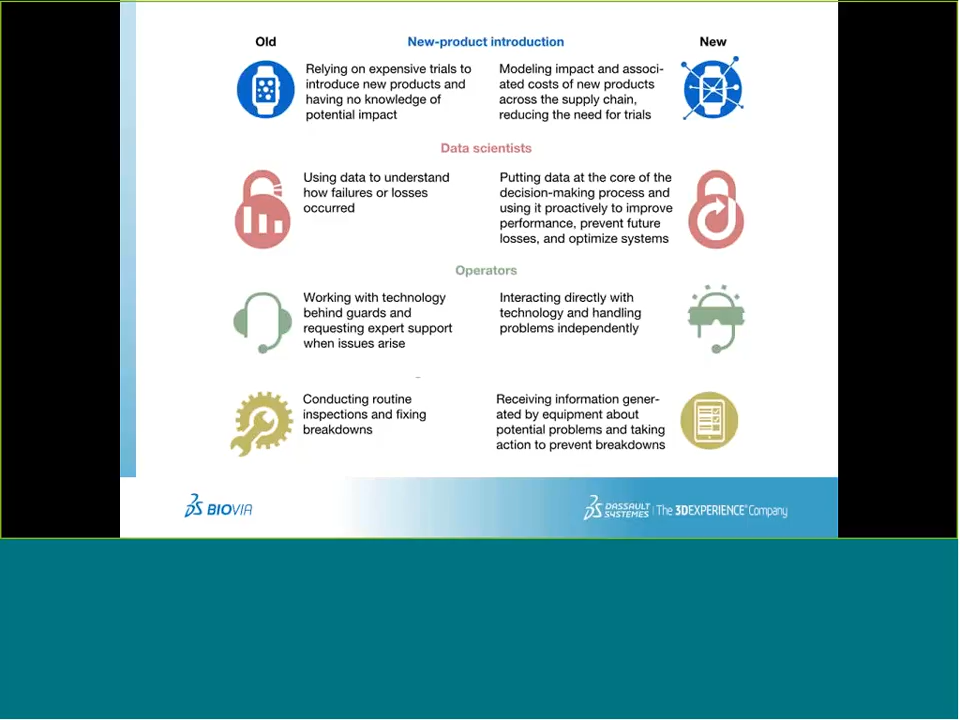 Old New-product introduction New
Relying on expensive trials to
introduce new products and
having no knowledge of
potential impact
Modeling impact and associ-
ated costs of new products
across the supply chain,
reducing the need for trials
Data scientists
Using data to understand
how failures or losses
occurred
Putting data at the core of the
decision-making process and
using it proactively to improve
performance, prevent future
losses, and optimize systems
Operators
Working with technology
behind guards and
requesting expert support
when issues arise
Interacting directly with
technology and handling
problems independently
Conducting routine
inspections and fixing
breakdowns
Receiving information gener-
ated by equipment about
potential problems and taking
action to prevent breakdowns
3DS BIOVIA
3DS DASSAULT SYSTEMES | The 3DEXPERIENCE® Company